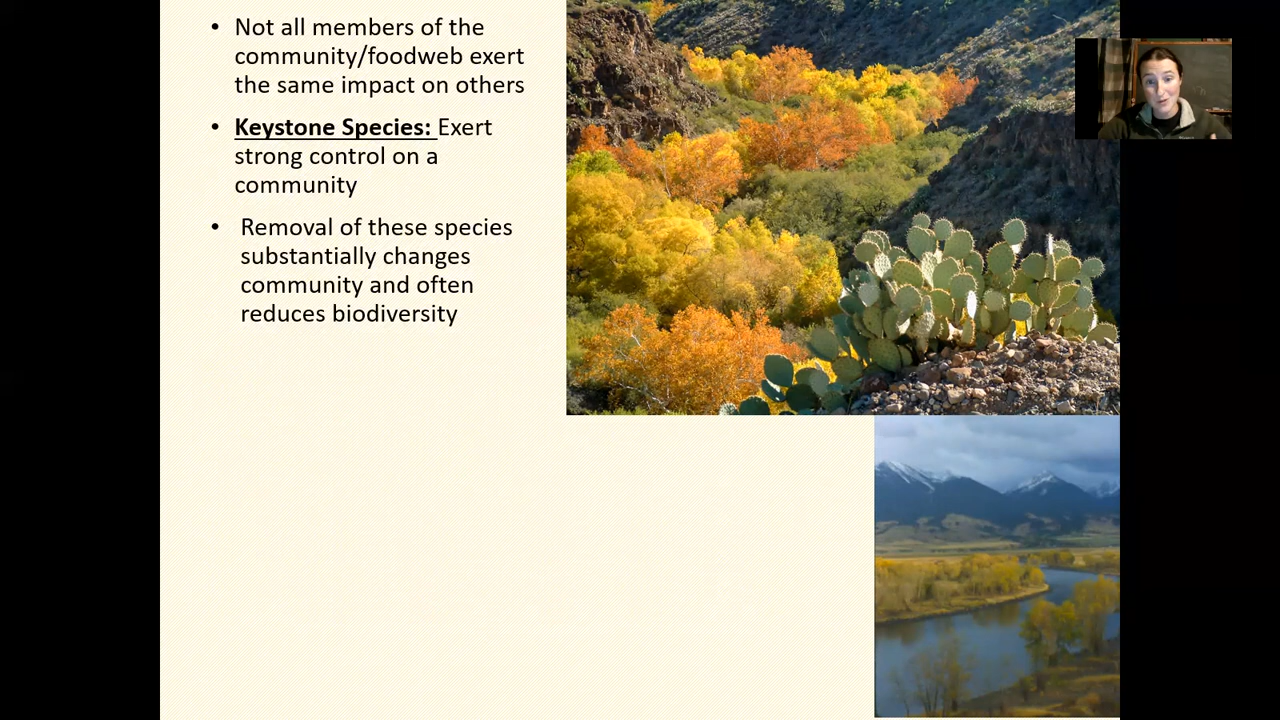 • Not all members of the
community/foodweb exert
the same impact on others
• Keystone Species: Exert
strong control on a
community
• Removal of these species
substantially changes
community and often
reduces biodiversity